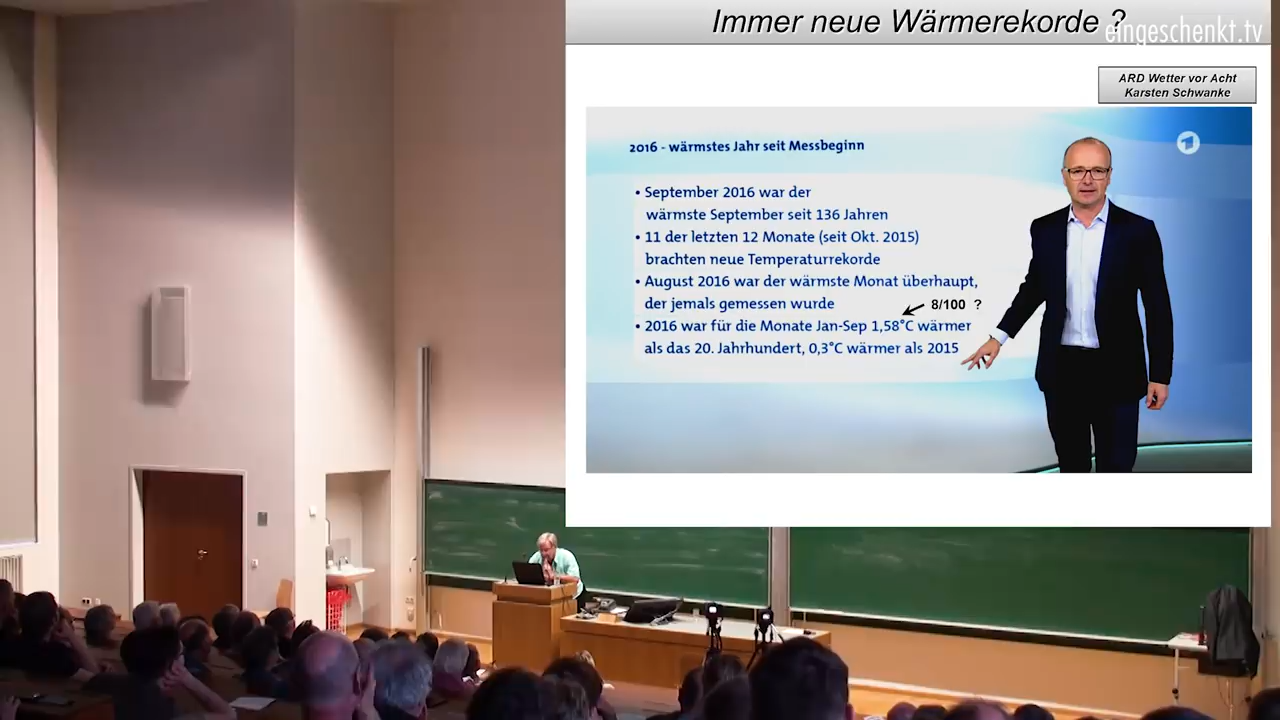 Immer neue Wärmerekorde ?
eingeschenkt.tv
ARD Wetter vor Acht
Karsten Schwanke
2016 - wärmstes Jahr seit Messbeginn
• September 2016 war der
wärmste September seit 136 Jahren
• 11 der letzten 12 Monate (seit Okt. 2015)
brachten neue Temperaturrekorde
• August 2016 war der wärmste Monat überhaupt,
der jemals gemessen wurde
8/100 ?
• 2016 war für die Monate Jan-Sep 1,58°C wärmer
als das 20. Jahrhundert, 0,3°C wärmer als 2015